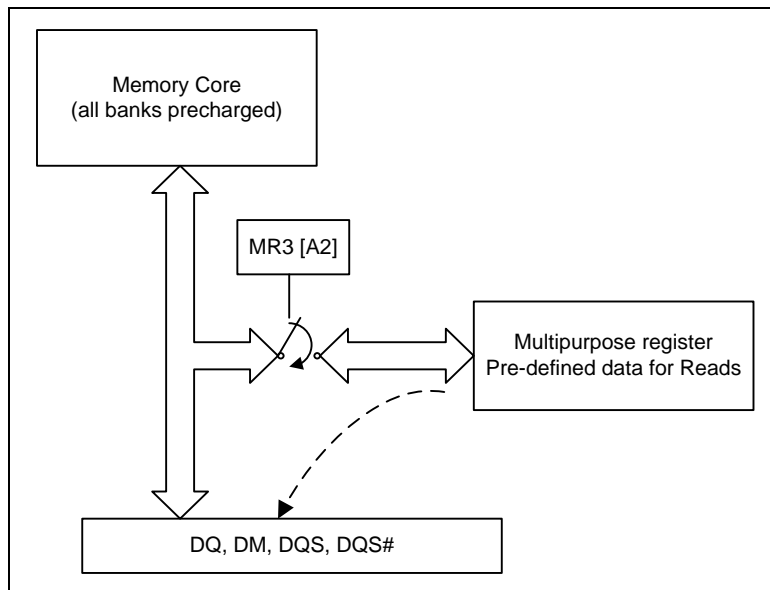 Memory Core
(all banks precharged)
MR3 [A2]
Multipurpose register
Pre-defined data for Reads
DQ, DM, DQS, DQS#